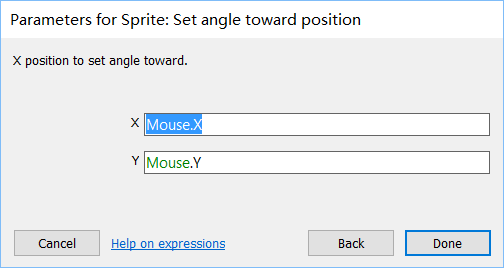 Parameters for Sprite: Set angle toward position
X position to set angle toward.
X Mouse.X
Y Mouse.Y
Cancel Help on expressions Back Done